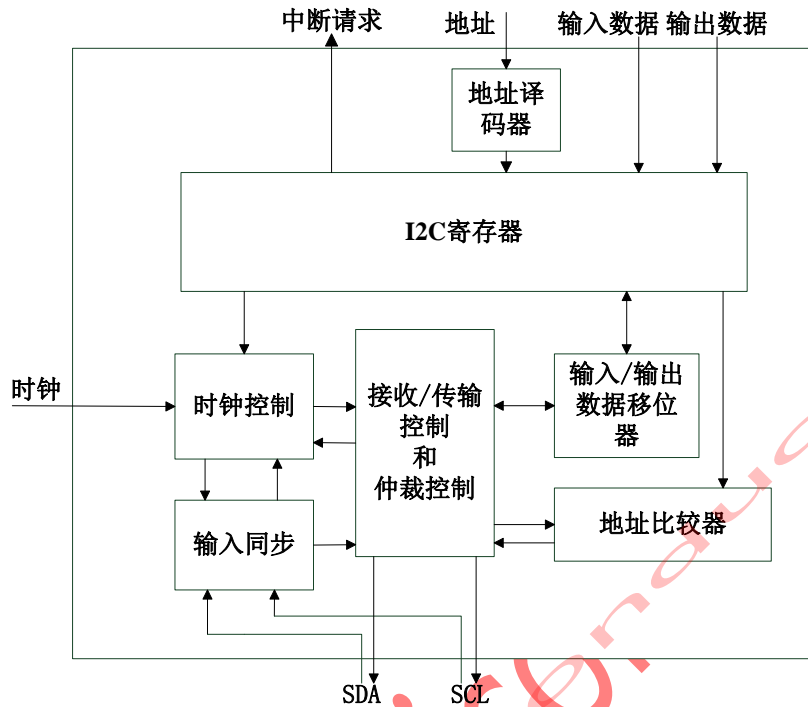 中断请求
地址
输入数据
输出数据
地址译
码器
I2C寄存器
时钟
时钟控制
接收/传输
控制
和
仲裁控制
输入/输出
数据移位
器
输入同步
地址比较器
SDA
SCL